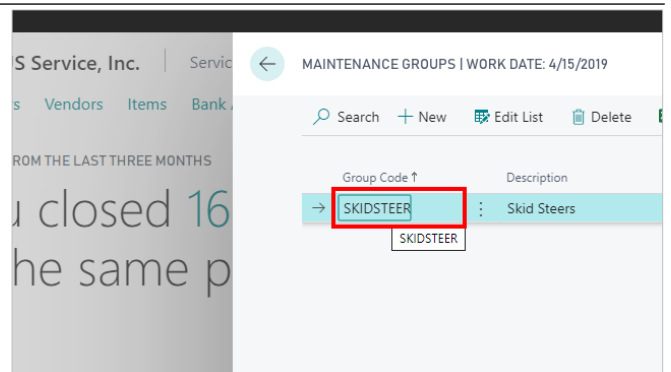 S Service, Inc. | Servic
MAINTENANCE GROUPS | WORK DATE: 4/15/2019
s Vendors Items Bank
Search + New Edit List Delete
ROM THE LAST THREE MONTHS
Group Code ↑ Description
closed 16
→ SKIDSTEER Skid Steers
SKIDSTEER
he same p